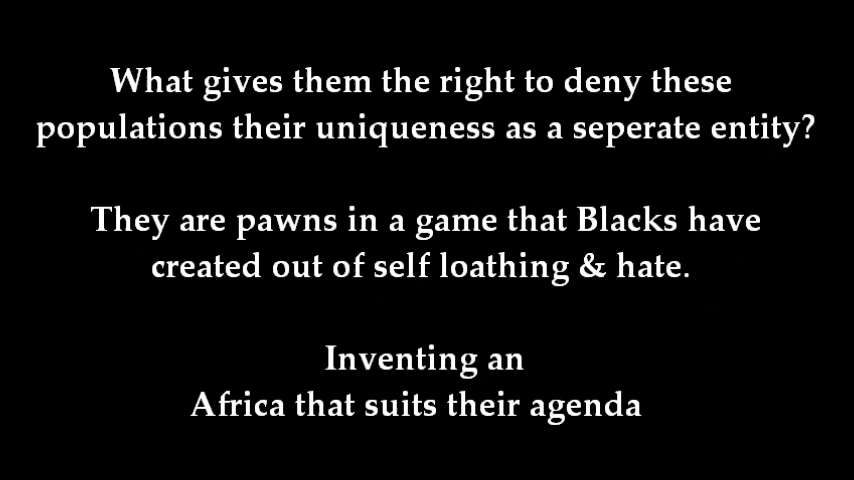 What gives them the right to deny these
populations their uniqueness as a seperate entity?
They are pawns in a game that Blacks have
created out of self loathing & hate.
Inventing an
Africa that suits their agenda